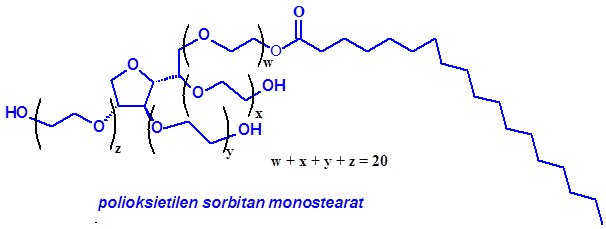 O
O
O
w
O
O
HO
O
z
O
OH
x
O
OH
y
w + x + y + z = 20
polioksietilen sorbitan monostearat